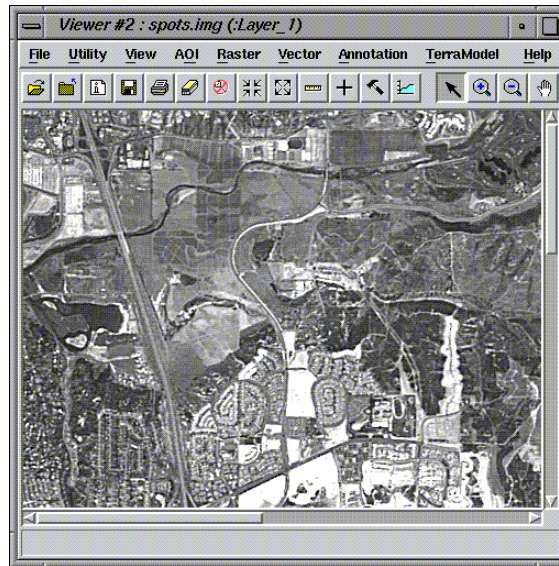 Viewer #2 : spots.img (:Layer_1)
File Utility View AOI Raster Vector Annotation TerraModel Help